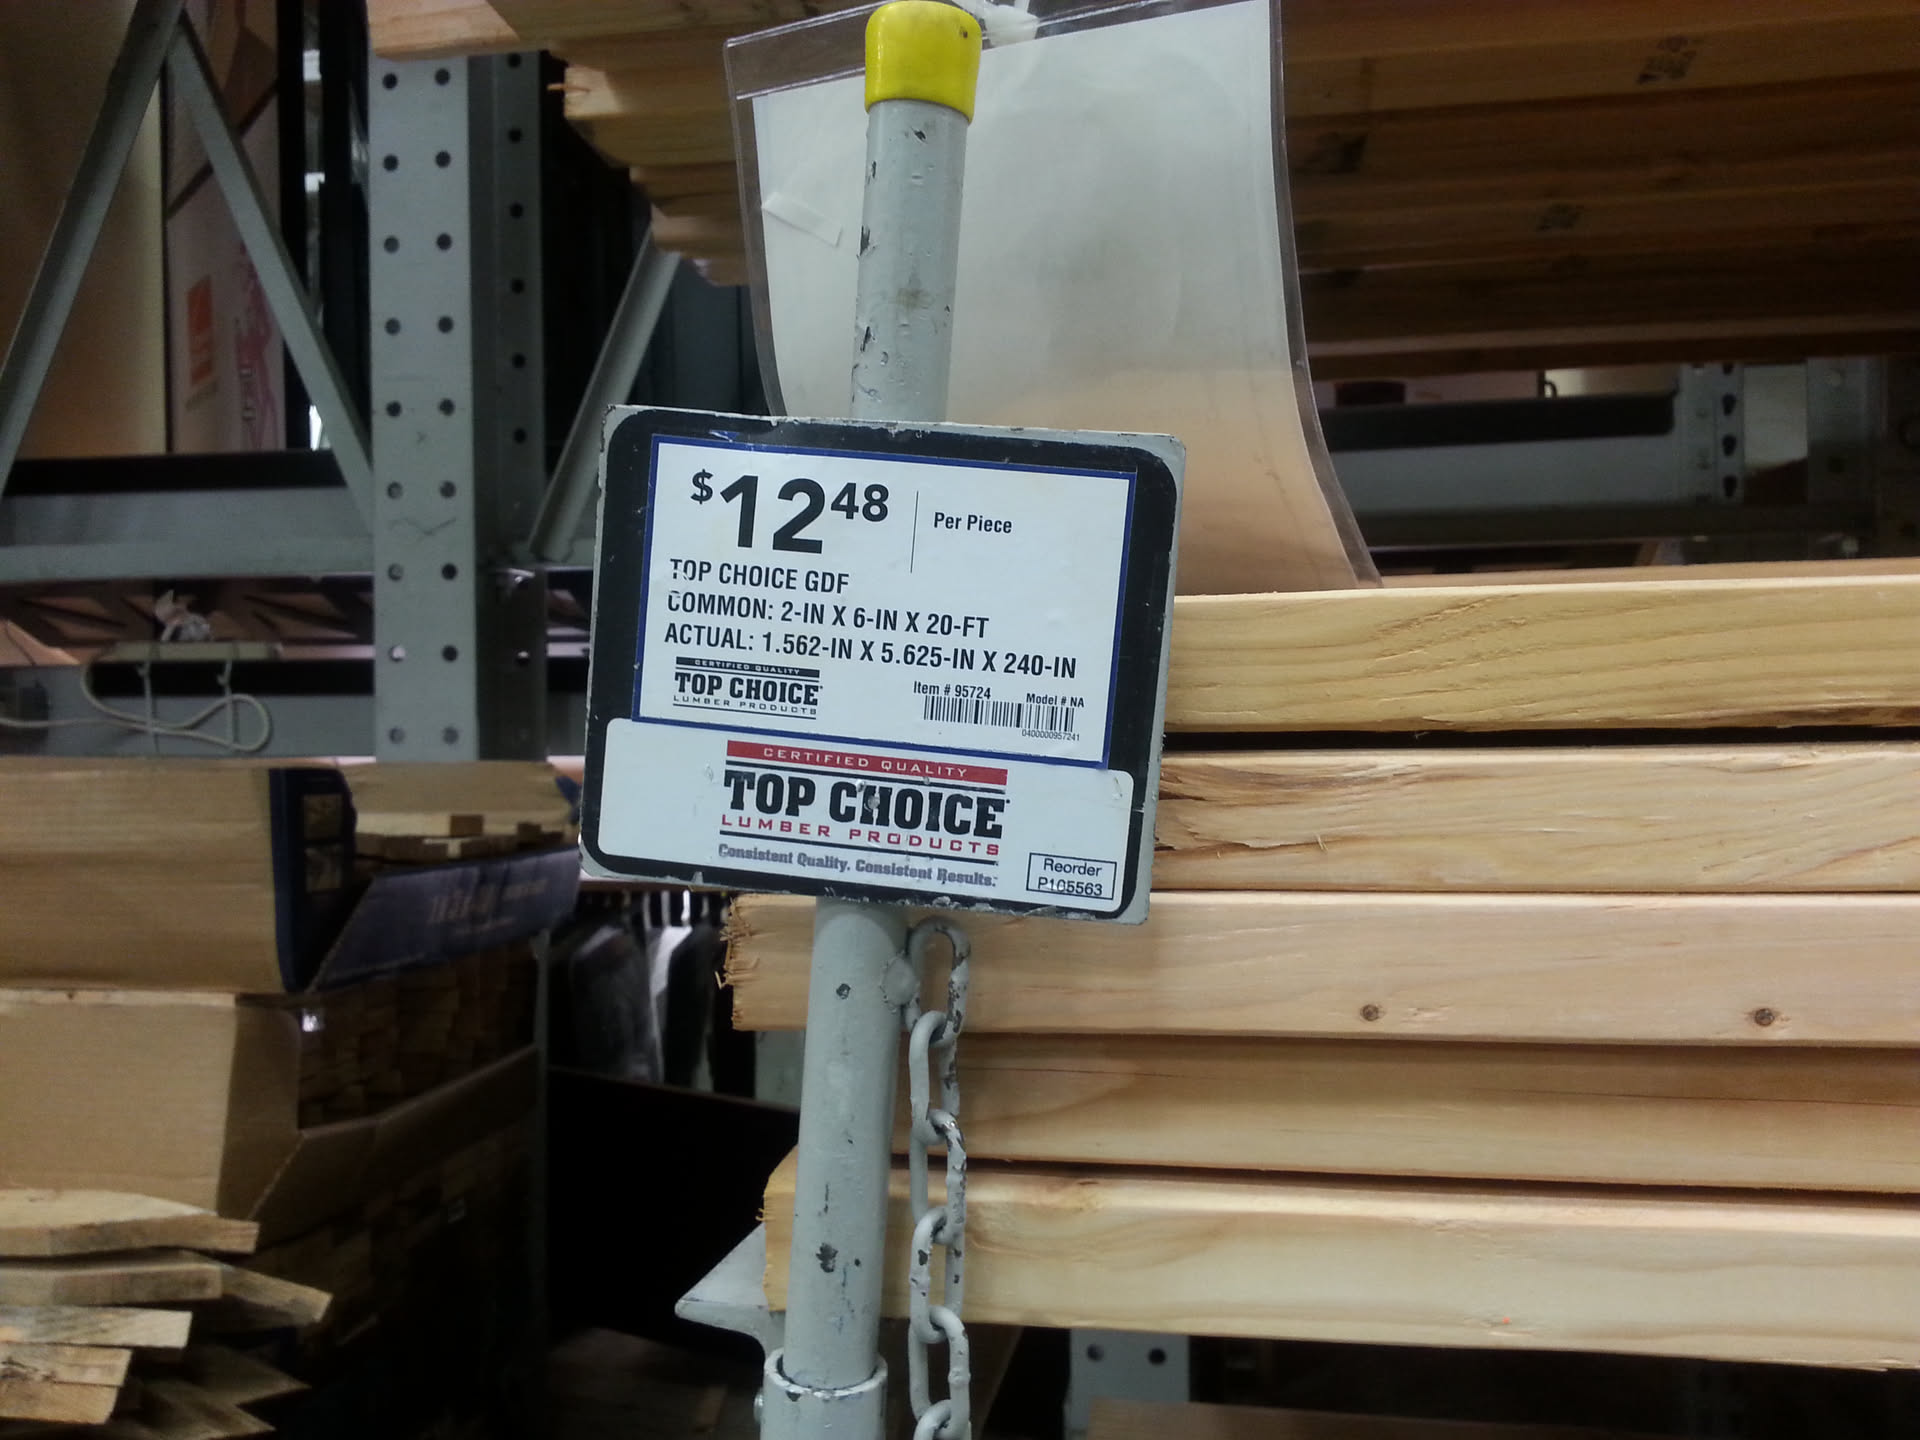 $12 48
Per Piece
TOP CHOICE GDF
COMMON: 2-IN X 6-IN X 20-FT
ACTUAL: 1.562-IN X 5.625-IN X 240-IN
CERTIFIED QUALITY
TOP CHOICE
LUMBER PRODUCTS
Item # 95724
Model # NA
0400000957241
CERTIFIED QUALITY
TOP CHOICE
LUMBER PRODUCTS
Consistent Quality. Consistent Results.
Reorder
P105563